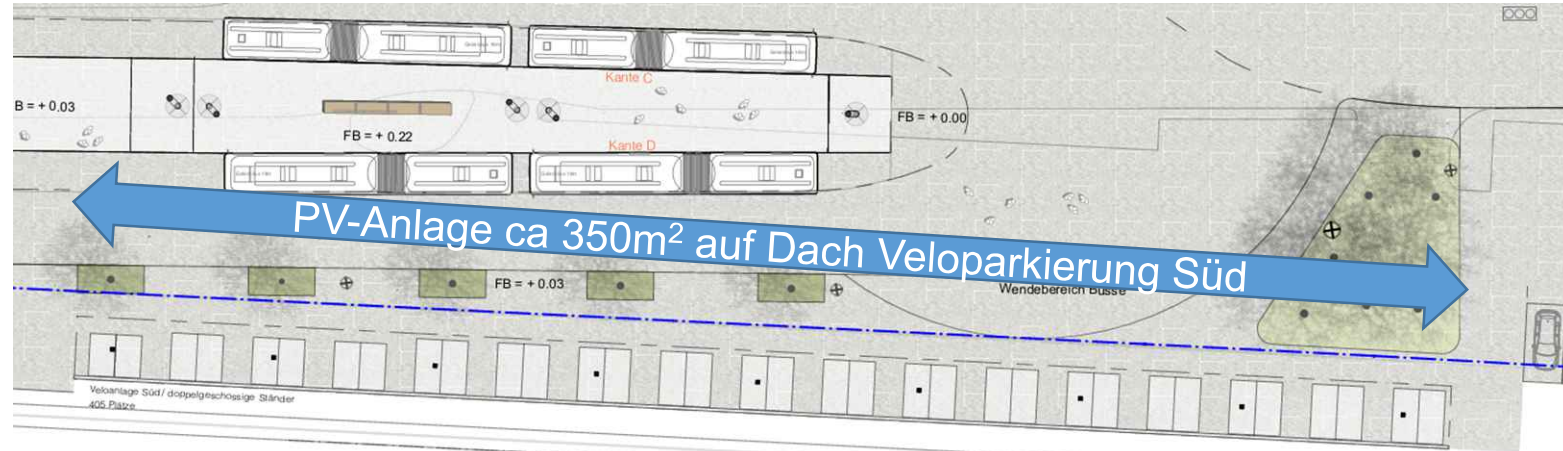 Kante C
B = + 0.03
FB = + 0.00
FB = + 0.22
Kante D
PV-Anlage ca 350m² auf Dach Veloparkierung Süd
FB = + 0.03
Wendebereich Busse
Veloanlage Süd / doppelgeschossige Ständer
405 Plätze